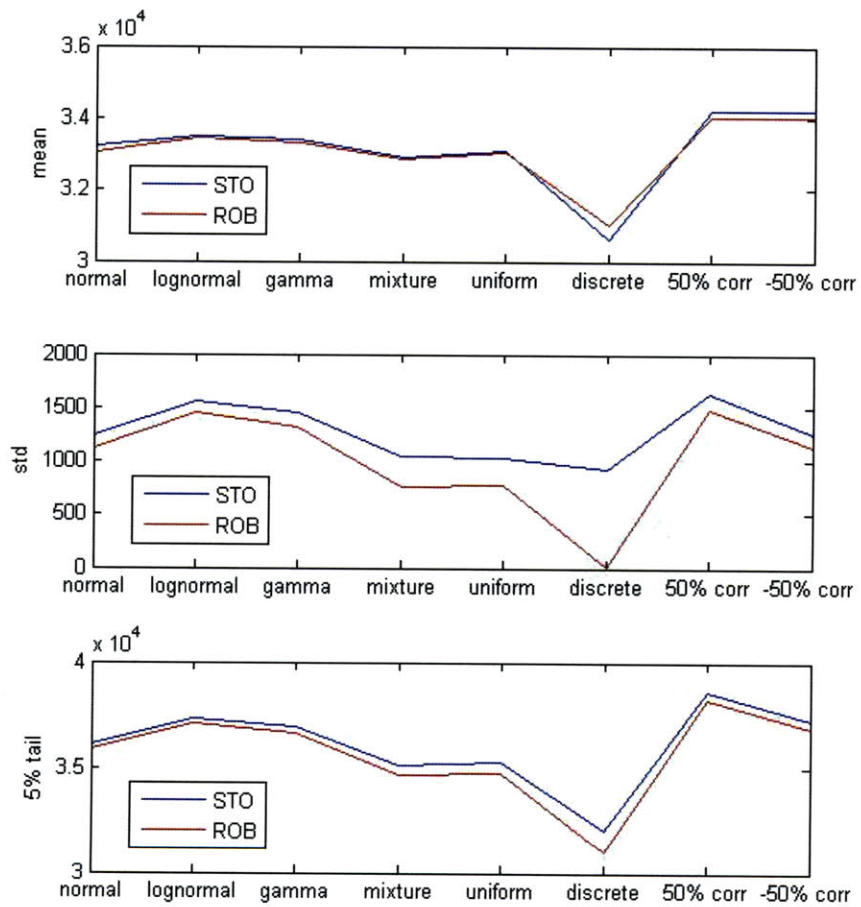 x 10^4
3.6
3.4
3.2
3
mean
STO
ROB
normal lognormal gamma mixture uniform discrete 50% corr -50% corr
2000
1500
1000
500
0
std
STO
ROB
normal lognormal gamma mixture uniform discrete 50% corr -50% corr
x 10^4
4
3.5
3
5% tail
STO
ROB
normal lognormal gamma mixture uniform discrete 50% corr -50% corr